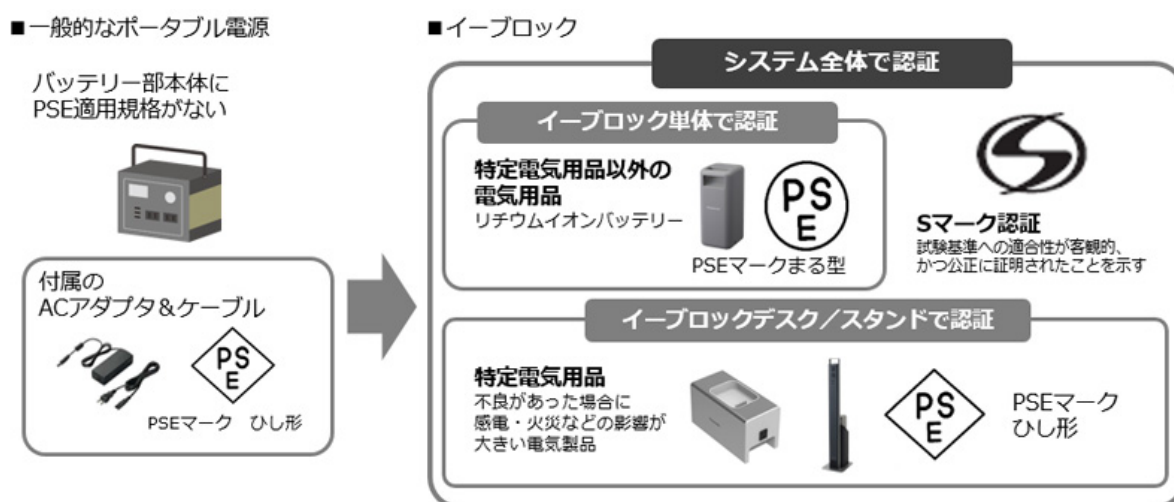 ■一般的なポータブル電源
バッテリー部本体に
PSE適用規格がない
付属の
ACアダプタ＆ケーブル
PS
E
PSEマーク　ひし形
■イーブロック
システム全体で認証
イーブロック単体で認証
特定電気用品以外の
電気用品
リチウムイオンバッテリー
PS
E
PSEマークまる型
Sマーク認証
試験基準への適合性が客観的、
かつ公正に証明されたことを示す
イーブロックデスク／スタンドで認証
特定電気用品
不良があった場合に
感電・火災などの影響が
大きい電気製品
PS
E
PSEマーク
ひし形